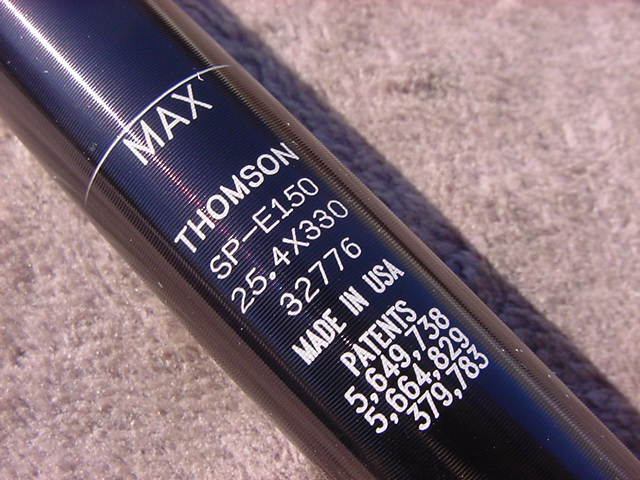 MAX
THOMSON
SP-E150
25.4X330
32776
MADE IN USA
PATENTS
5,649,738
5,664,829
379,783